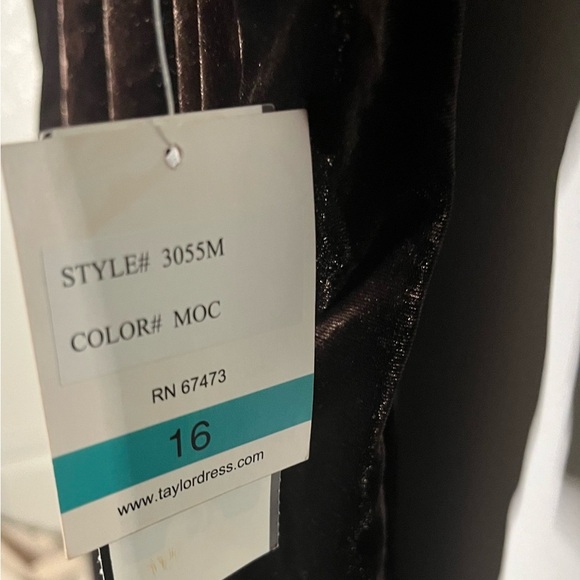 STYLE# 3055M
COLOR# MOC
RN 67473
16
www.taylordress.com